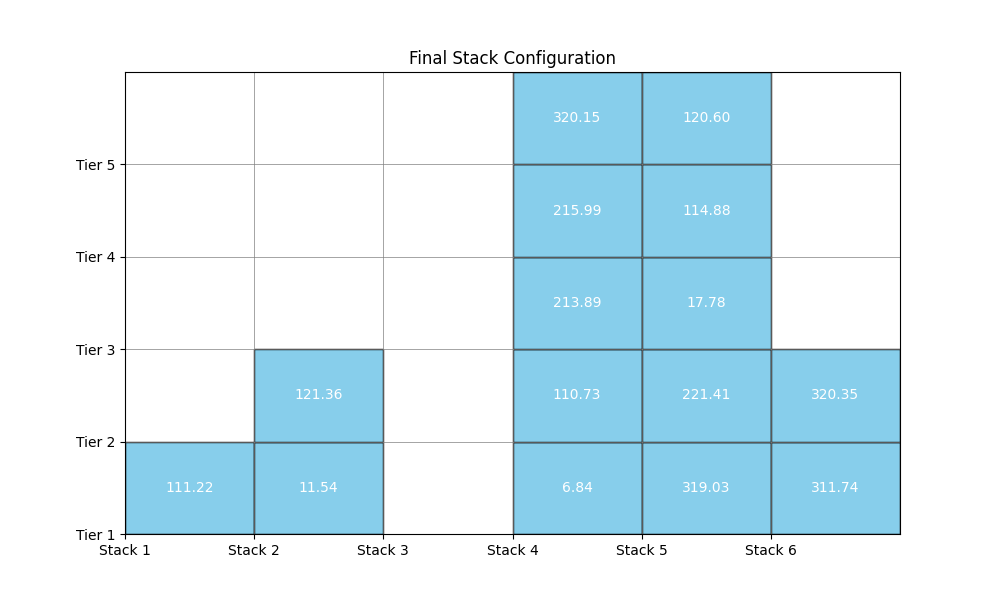 Final Stack Configuration
320.15 120.60
Tier 5
215.99 114.88
Tier 4
213.89 17.78
Tier 3
121.36 110.73 221.41 320.35
Tier 2
111.22 11.54 6.84 319.03 311.74
Tier 1
Stack 1 Stack 2 Stack 3 Stack 4 Stack 5 Stack 6